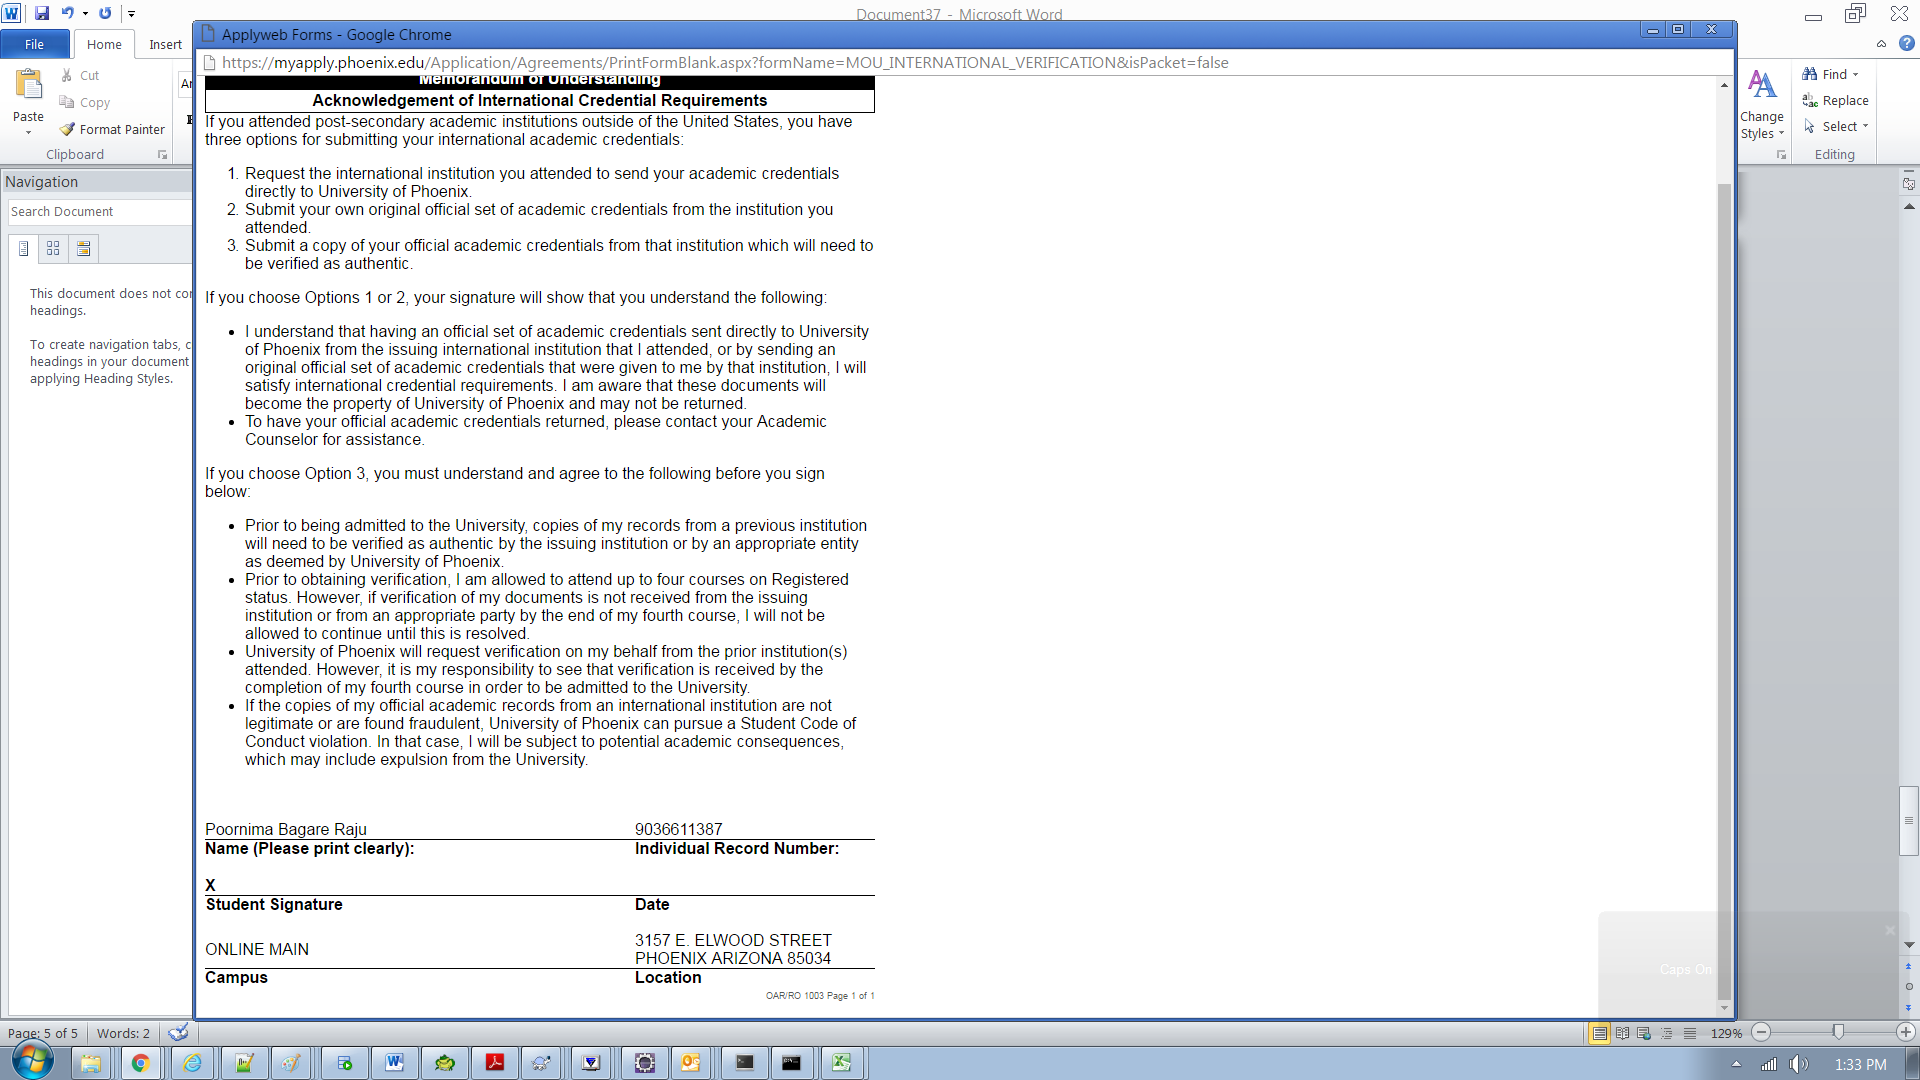 Document37 - Microsoft Word
File
Home
Insert
Cut
Copy
Paste
Format Painter
Clipboard
Navigation
Search Document
This document does not con
headings.
To create navigation tabs, c
headings in your document
applying Heading Styles.
Applyweb Forms - Google Chrome
https://myapply.phoenix.edu/Application/Agreements/PrintFormBlank.aspx?formName=MOU_INTERNATIONAL_VERIFICATION&isPacket=false
Memorandum of Understanding
Acknowledgement of International Credential Requirements
If you attended post-secondary academic institutions outside of the United States, you have
three options for submitting your international academic credentials:
1. Request the international institution you attended to send your academic credentials
directly to University of Phoenix.
2. Submit your own original official set of academic credentials from the institution you
attended.
3. Submit a copy of your official academic credentials from that institution which will need to
be verified as authentic.
If you choose Options 1 or 2, your signature will show that you understand the following:
• I understand that having an official set of academic credentials sent directly to University
of Phoenix from the issuing international institution that I attended, or by sending an
original official set of academic credentials that were given to me by that institution, I will
satisfy international credential requirements. I am aware that these documents will
become the property of University of Phoenix and may not be returned.
• To have your official academic credentials returned, please contact your Academic
Counselor for assistance.
If you choose Option 3, you must understand and agree to the following before you sign
below:
• Prior to being admitted to the University, copies of my records from a previous institution
will need to be verified as authentic by the issuing institution or by an appropriate entity
as deemed by University of Phoenix.
• Prior to obtaining verification, I am allowed to attend up to four courses on Registered
status. However, if verification of my documents is not received from the issuing
institution or from an appropriate party by the end of my fourth course, I will not be
allowed to continue until this is resolved.
• University of Phoenix will request verification on my behalf from the prior institution(s)
attended. However, it is my responsibility to see that verification is received by the
completion of my fourth course in order to be admitted to the University.
• If the copies of my official academic records from an international institution are not
legitimate or are found fraudulent, University of Phoenix can pursue a Student Code of
Conduct violation. In that case, I will be subject to potential academic consequences,
which may include expulsion from the University.
Poornima Bagare Raju 9036611387
Name (Please print clearly): Individual Record Number:
X
Student Signature Date
ONLINE MAIN
3157 E. ELWOOD STREET
PHOENIX ARIZONA 85034
Campus Location
OAR/RO 1003 Page 1 of 1
Change
Styles
Find
Replace
Select
Editing
Caps On
Page: 5 of 5
Words: 2
129%
1:33 PM